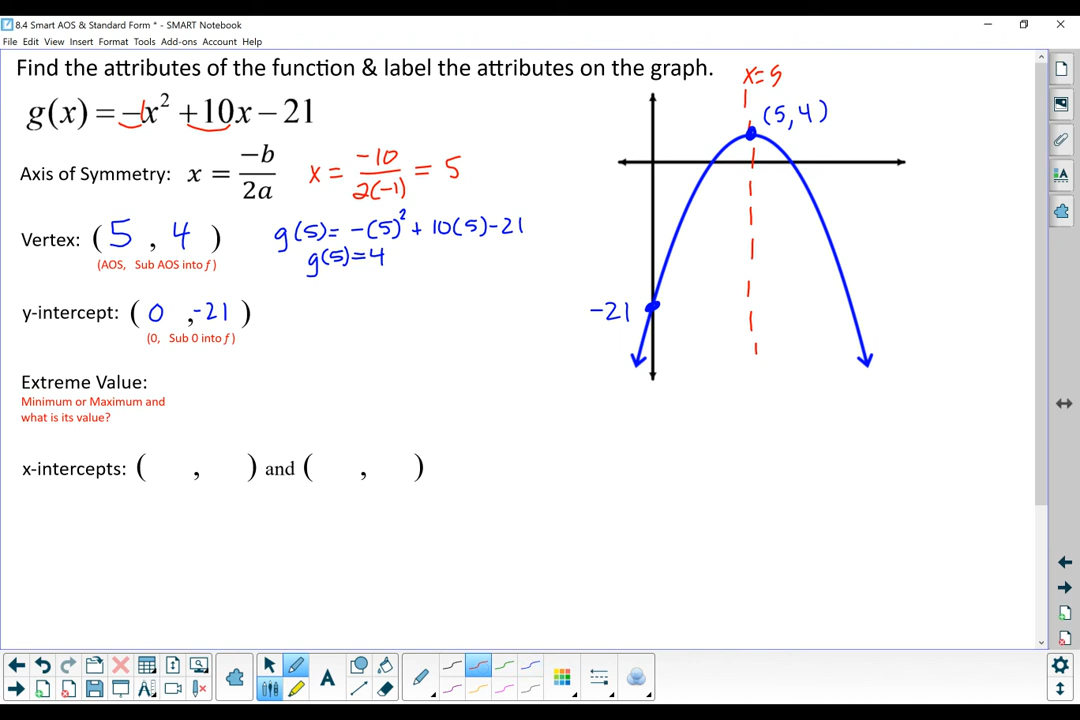 8.4 Smart AOS & Standard Form * - SMART Notebook
File Edit View Insert Format Tools Add-ons Account Help
Find the attributes of the function & label the attributes on the graph.
g(x) = -1x² + 10x - 21
Axis of Symmetry: x = -b/2a x = -10/2(-1) = 5
Vertex: ( 5 , 4 ) g(5) = -(5)² + 10(5) - 21
(AOS, Sub AOS into f ) g(5) = 4
y-intercept: ( 0 , -21 )
(0, Sub 0 into f )
Extreme Value:
Minimum or Maximum and
what is its value?
x-intercepts: ( , ) and ( , )
x = 5
(5, 4)
-21
A
A